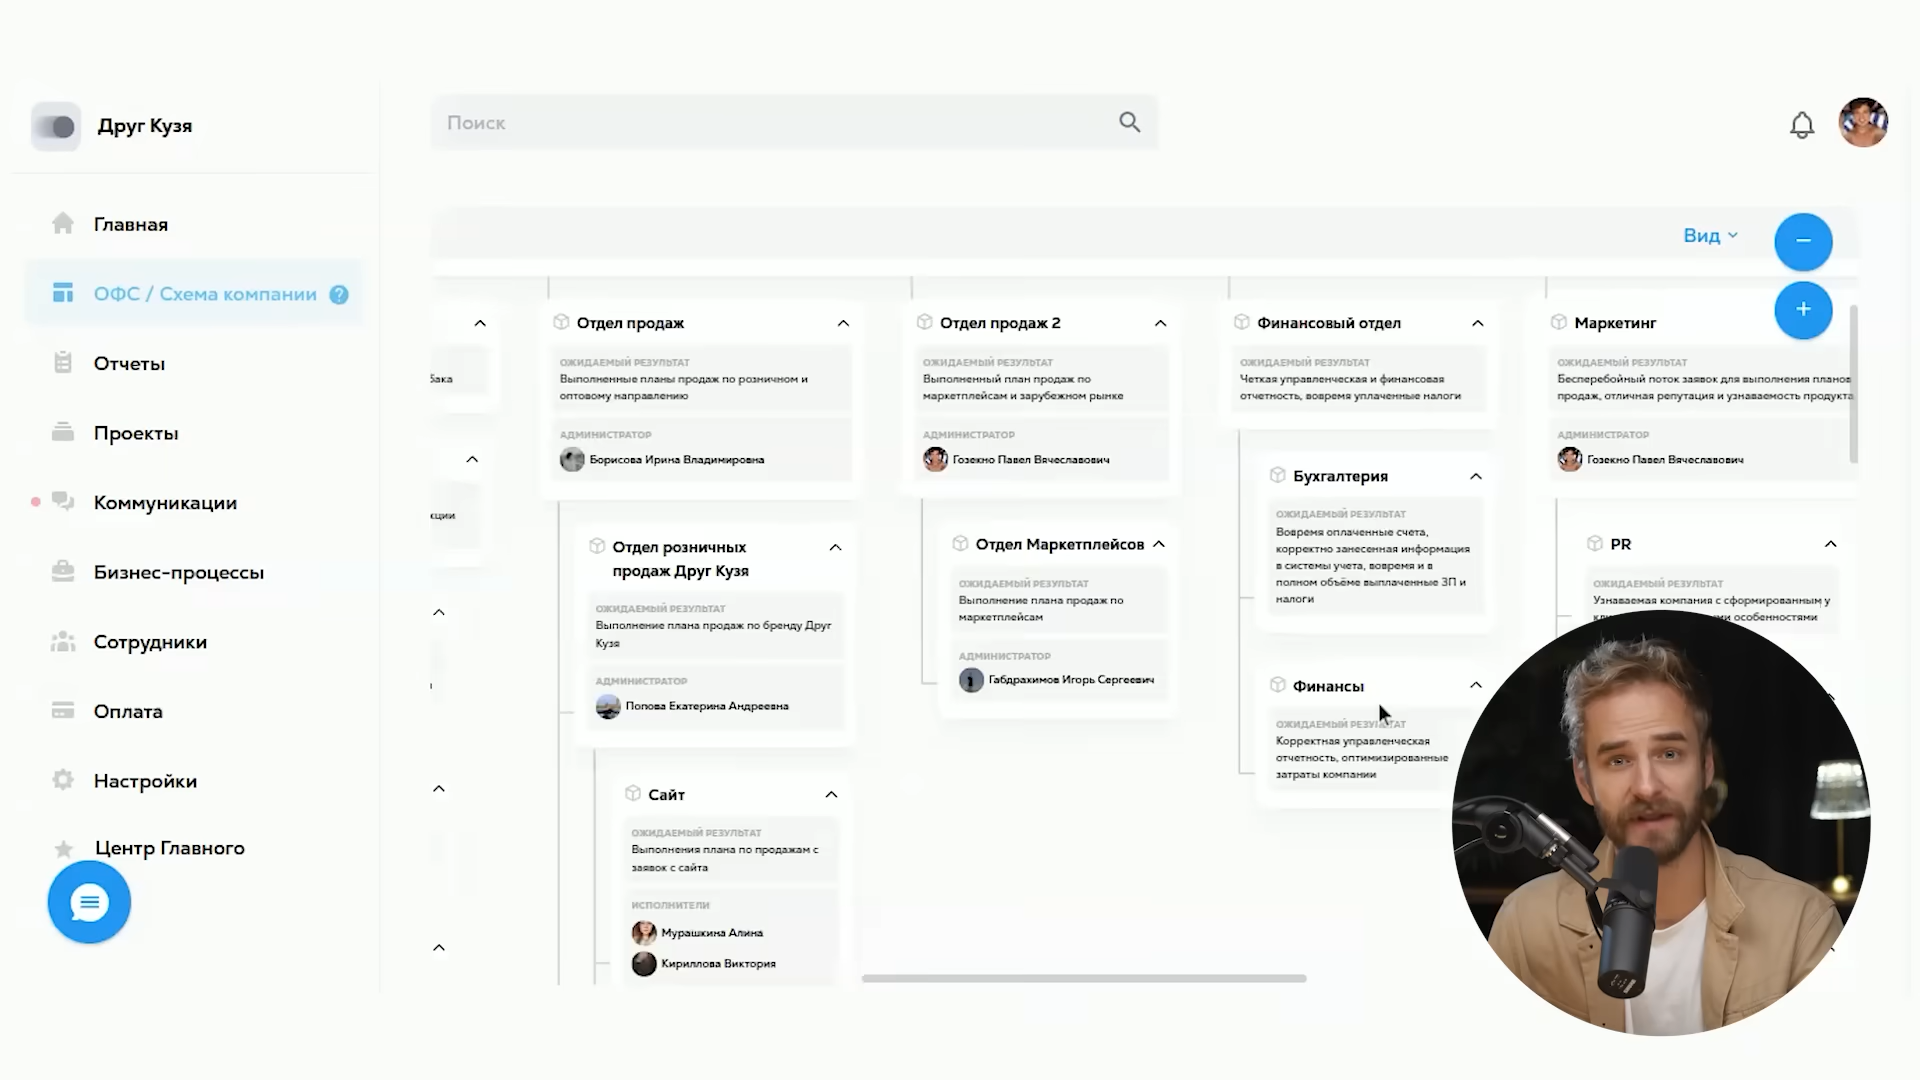 Друг Кузя
Поиск
Главная
ОФС / Схема компании ?
Отчеты
Проекты
Коммуникации
Бизнес-процессы
Сотрудники
Оплата
Настройки
Центр Главного
Вид
бака
кции
Отдел продаж
ОЖИДАЕМЫЙ РЕЗУЛЬТАТ
Выполненные планы продаж по розничном и
оптовому направлению
АДМИНИСТРАТОР
Борисова Ирина Владимировна
Отдел розничных
продаж Друг Кузя
ОЖИДАЕМЫЙ РЕЗУЛЬТАТ
Выполнение плана продаж по бренду Друг
Кузя
АДМИНИСТРАТОР
Попова Екатерина Андреевна
Сайт
ОЖИДАЕМЫЙ РЕЗУЛЬТАТ
Выполнения плана по продажам с
заявок с сайта
ИСПОЛНИТЕЛИ
Мурашкина Алина
Кириллова Виктория
Отдел продаж 2
ОЖИДАЕМЫЙ РЕЗУЛЬТАТ
Выполненный план продаж по
маркетплейсам и зарубежном рынке
АДМИНИСТРАТОР
Гозекно Павел Вячеславович
Отдел Маркетплейсов
ОЖИДАЕМЫЙ РЕЗУЛЬТАТ
Выполнение плана продаж по
маркетплейсам
АДМИНИСТРАТОР
Габдрахимов Игорь Сергеевич
Финансовый отдел
ОЖИДАЕМЫЙ РЕЗУЛЬТАТ
Четкая управленческая и финансовая
отчетность, вовремя уплаченные налоги
Бухгалтерия
ОЖИДАЕМЫЙ РЕЗУЛЬТАТ
Вовремя оплаченные счета,
корректно занесенная информация
в системы учета, вовремя и в
полном объёме выплаченные ЗП и
налоги
Финансы
ОЖИДАЕМЫЙ РЕЗУЛЬТАТ
Корректная управленческая
отчетность, оптимизированные
затраты компании
Маркетинг
ОЖИДАЕМЫЙ РЕЗУЛЬТАТ
Бесперебойный поток заявок для выполнения планов
продаж, отличная репутация и узнаваемость продукта
АДМИНИСТРАТОР
Гозекно Павел Вячеславович
PR
ОЖИДАЕМЫЙ РЕЗУЛЬТАТ
Узнаваемая компания с сформированным у
особенностями